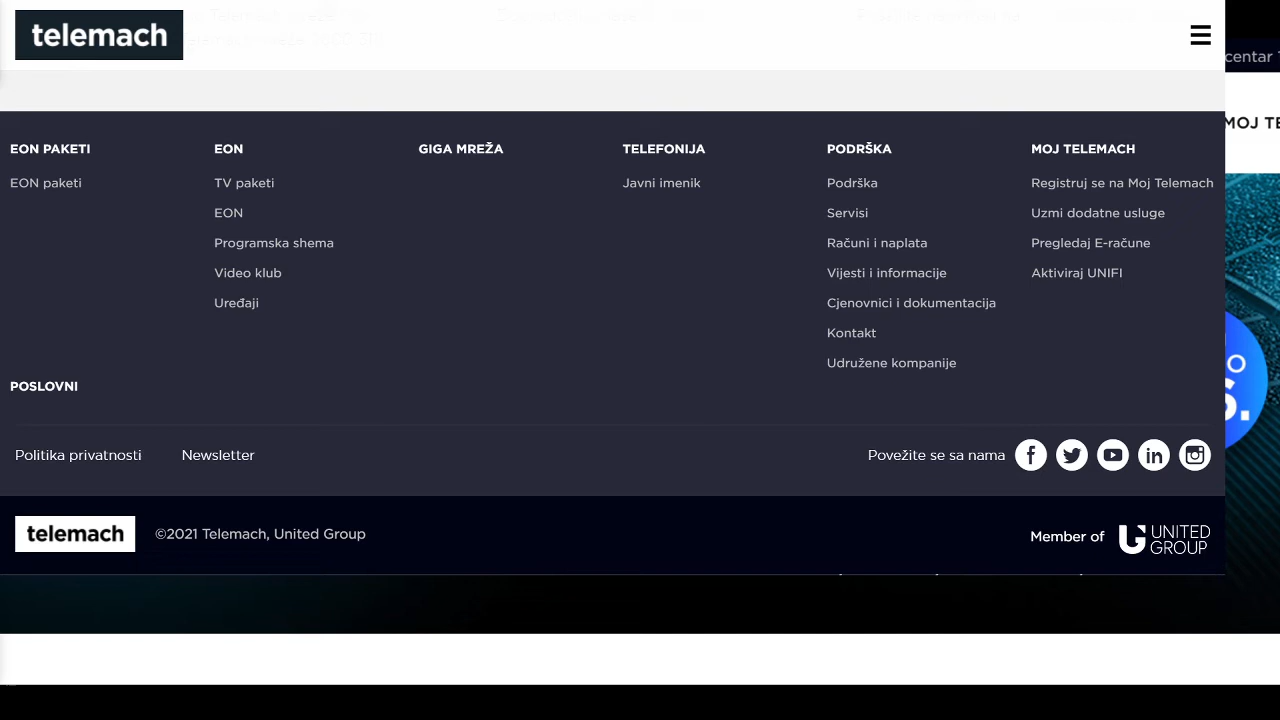 telemach
centar
MOJ TE
EON PAKETI
EON paketi
EON
TV paketi
EON
Programska shema
Video klub
Uređaji
GIGA MREŽA
TELEFONIJA
Javni imenik
PODRŠKA
Podrška
Servisi
Računi i naplata
Vijesti i informacije
Cjenovnici i dokumentacija
Kontakt
Udružene kompanije
MOJ TELEMACH
Registruj se na Moj Telemach
Uzmi dodatne usluge
Pregledaj E-račune
Aktiviraj UNIFI
O
S.
POSLOVNI
Politika privatnosti
Newsletter
Povežite se sa nama
telemach
©2021 Telemach, United Group
Member of
UNITED
GROUP